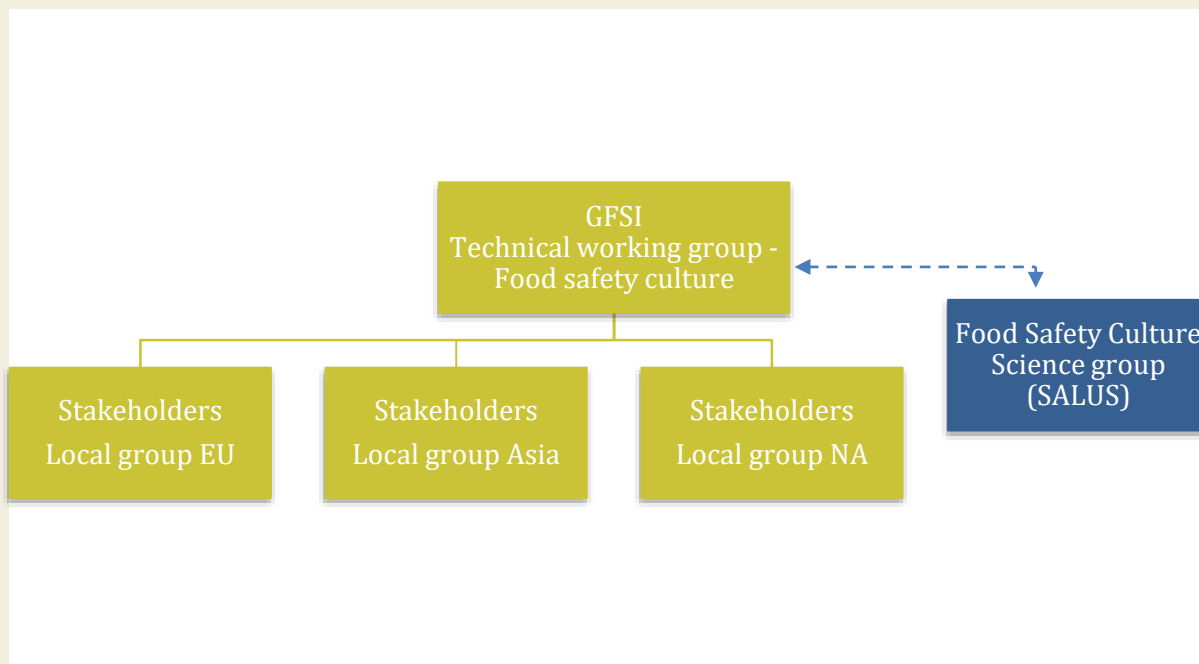 GFSI
Technical working group -
Food safety culture
Food Safety Culture
Science group
(SALUS)
Stakeholders
Local group EU
Stakeholders
Local group Asia
Stakeholders
Local group NA